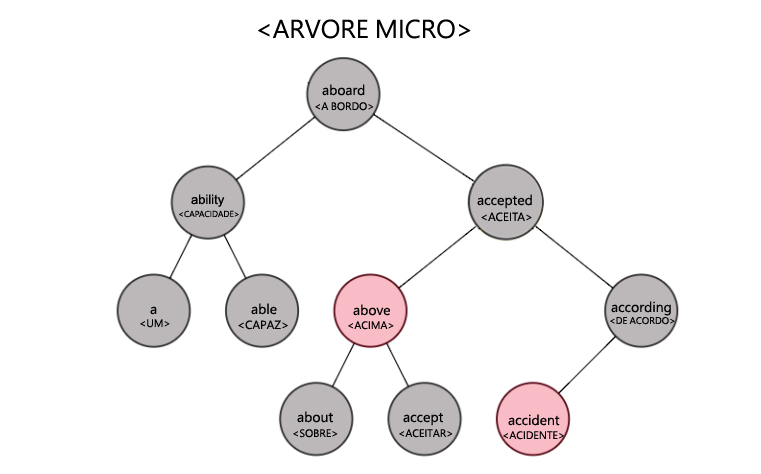 <ARVORE MICRO>
aboard
<A BORDO>
ability
<CAPACIDADE>
accepted
<ACEITA>
a
<UM>
able
<CAPAZ>
above
<ACIMA>
according
<DE ACORDO>
about
<SOBRE>
accept
<ACEITAR>
accident
<ACIDENTE>